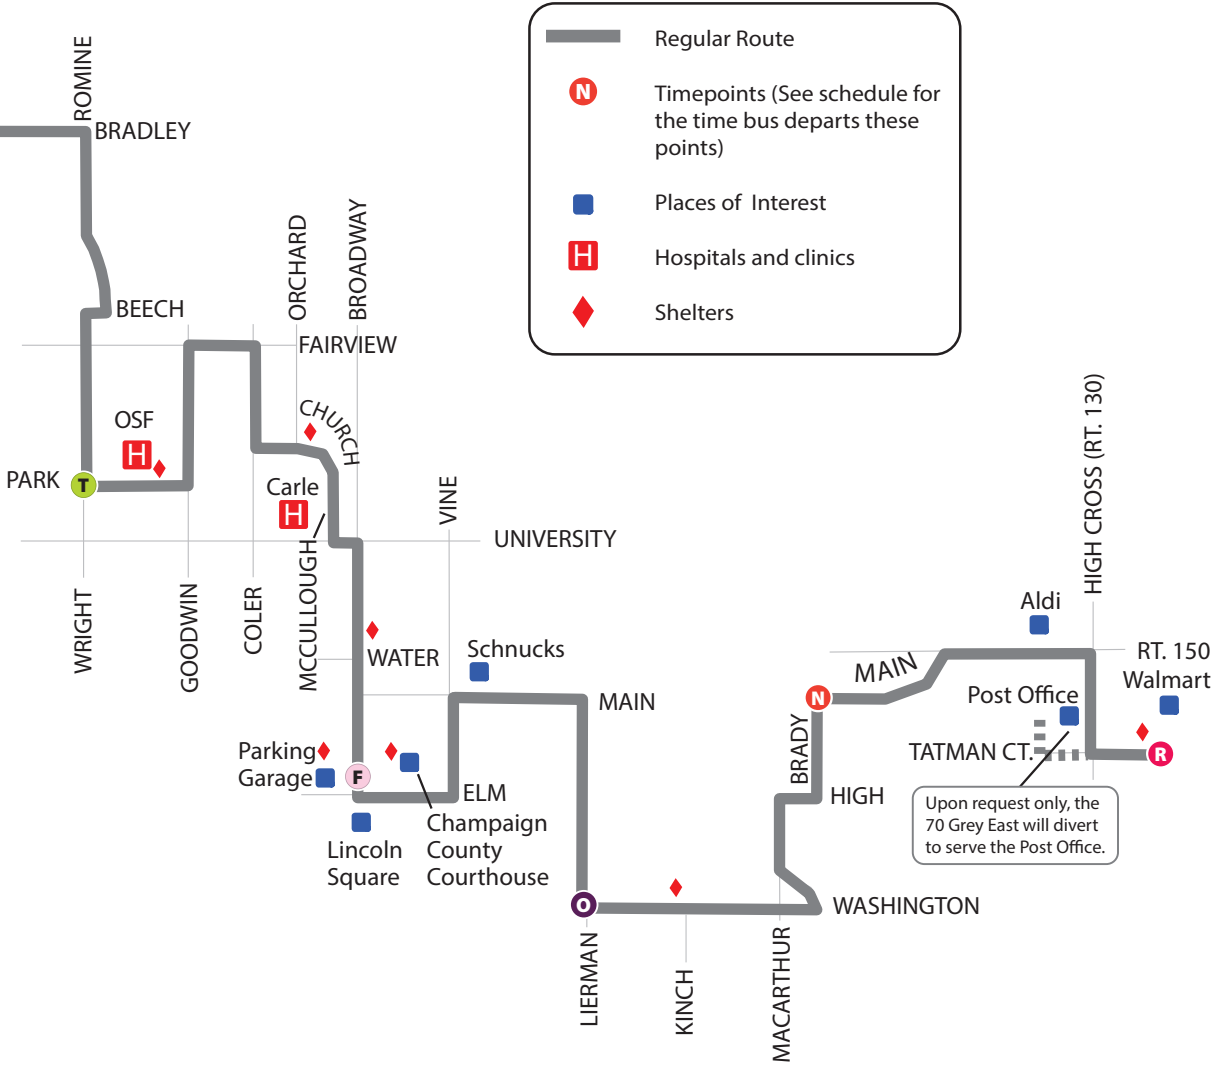 ROMINE
BRADLEY
Regular Route
N
Timepoints (See schedule for
the time bus departs these
points)
Places of Interest
H
Hospitals and clinics
Shelters
ORCHARD
BROADWAY
BEECH
FAIRVIEW
OSF
H
CHURCH
PARK
T
Carle
H
VINE
UNIVERSITY
HIGH CROSS (RT. 130)
WRIGHT
GOODWIN
COLER
MCCULLOUGH
WATER
Schnucks
MAIN
Aldi
RT. 150
Walmart
MAIN
N
Post Office
BRADY
TATMAN CT.
R
Parking
Garage
F
ELM
HIGH
Upon request only, the
70 Grey East will divert
to serve the Post Office.
Lincoln
Square
Champaign
County
Courthouse
O
WASHINGTON
LIERMAN
KINCH
MACARTHUR